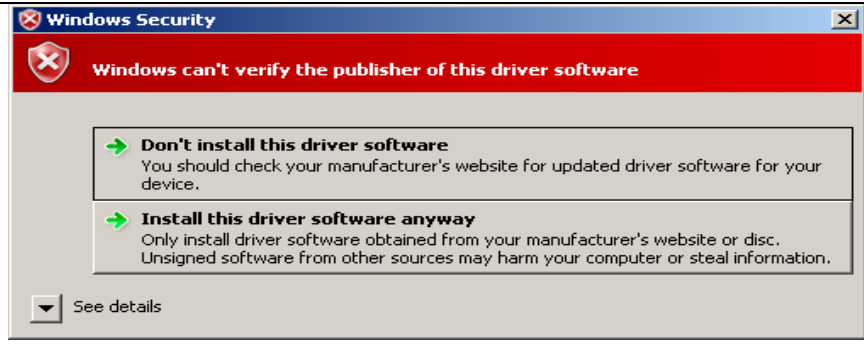 Windows Security
Windows can't verify the publisher of this driver software
Don't install this driver software
You should check your manufacturer's website for updated driver software for your
device.
Install this driver software anyway
Only install driver software obtained from your manufacturer's website or disc.
Unsigned software from other sources may harm your computer or steal information.
See details